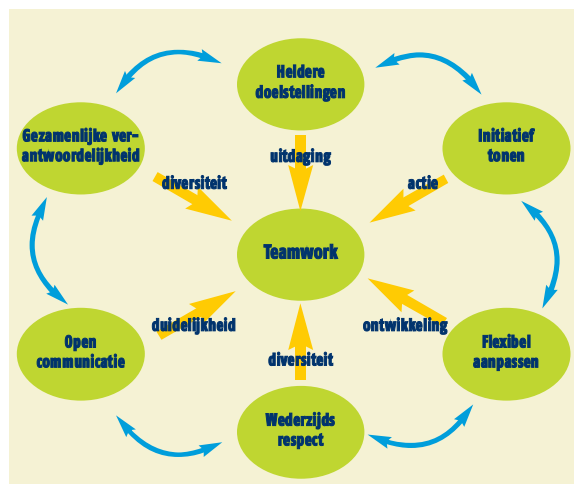 Heldere
doelstellingen
Gezamenlijke ver-
antwoordelijkheid
Initiatief
tonen
uitdaging
diversiteit
actie
Teamwork
duidelijkheid
ontwikkeling
Open
communicatie
diversiteit
Flexibel
aanpassen
Wederzijds
respect